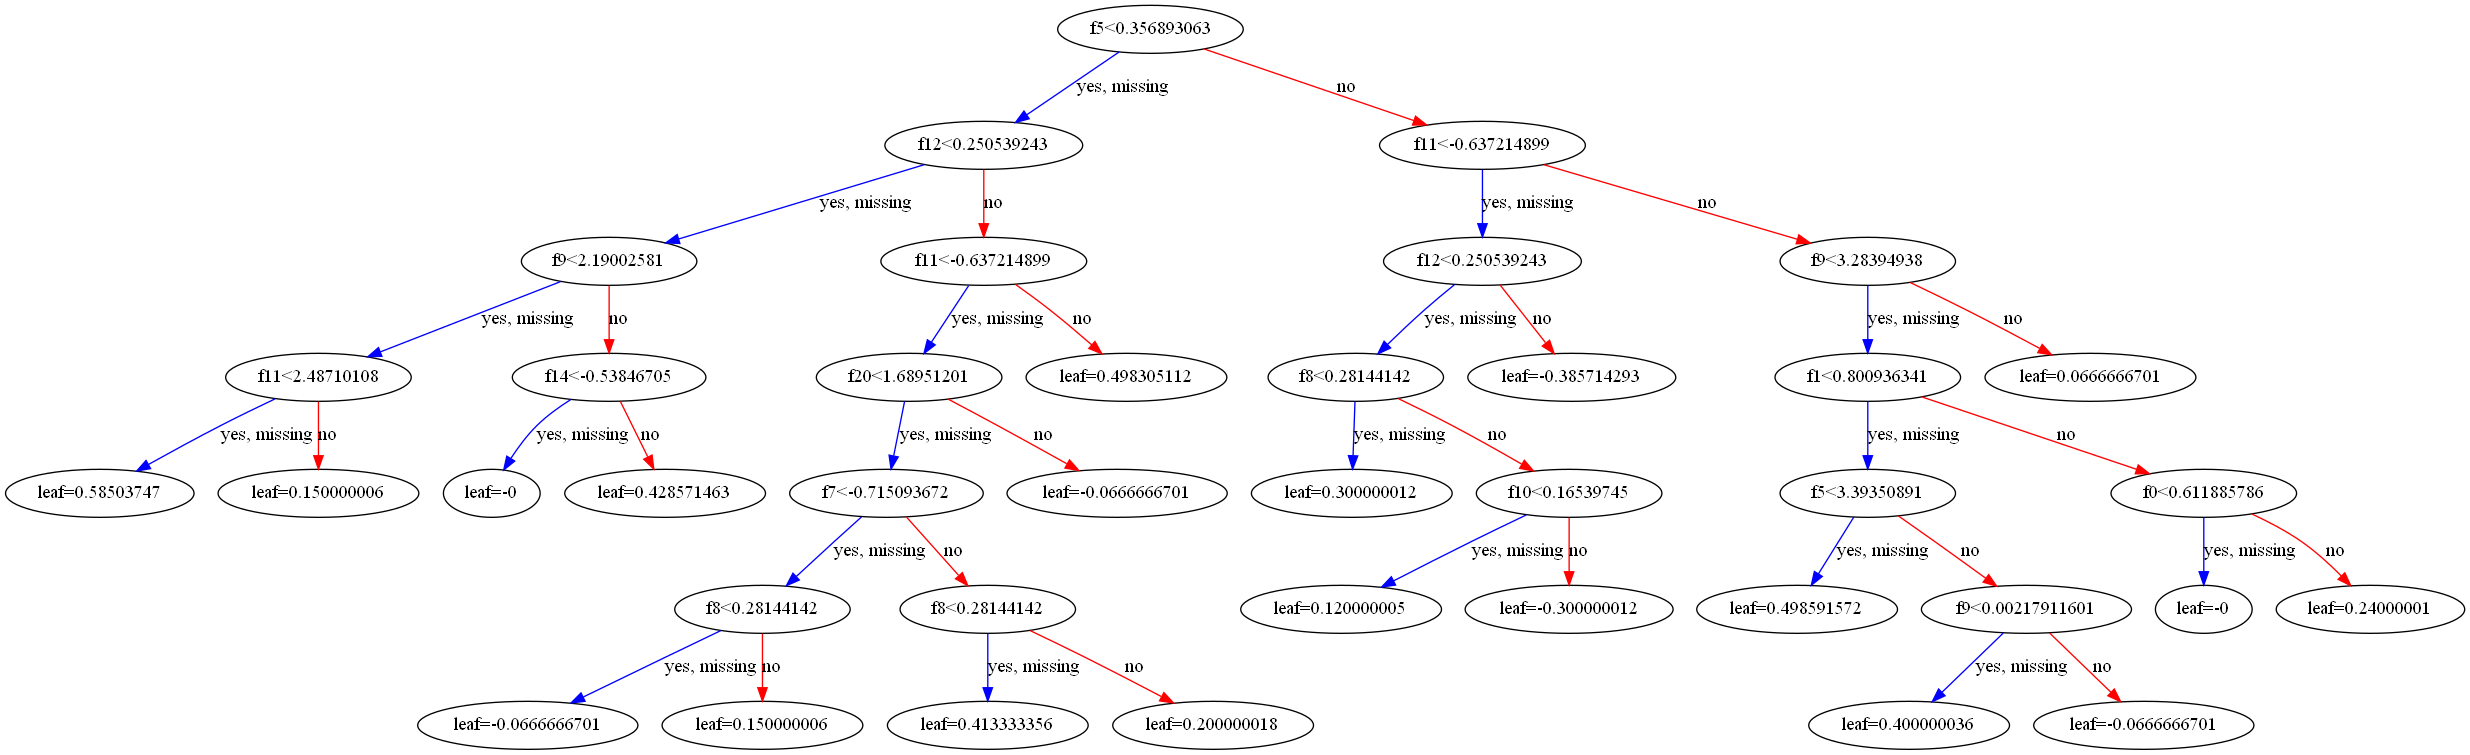 f5<0.356893063
yes, missing
no
f12<0.250539243
f11<-0.637214899
yes, missing
no
yes, missing
no
f9<2.19002581
f11<-0.637214899
f12<0.250539243
f9<3.28394938
yes, missing
no
yes, missing
no
yes, missing
no
yes, missing
no
f11<2.48710108
f14<-0.53846705
f20<1.68951201
leaf=0.498305112
f8<0.28144142
leaf=-0.385714293
f1<0.800936341
leaf=0.0666666701
yes, missing
no
yes, missing
no
yes, missing
no
yes, missing
no
yes, missing
no
leaf=0.58503747
leaf=0.150000006
leaf=-0
leaf=0.428571463
f7<-0.715093672
leaf=-0.0666666701
leaf=0.300000012
f10<0.16539745
f5<3.39350891
f0<0.611885786
yes, missing
no
yes, missing
no
yes, missing
no
yes, missing
no
f8<0.28144142
f8<0.28144142
leaf=0.120000005
leaf=-0.300000012
leaf=0.498591572
f9<0.00217911601
leaf=-0
leaf=0.24000001
yes, missing
no
yes, missing
no
yes, missing
no
leaf=-0.0666666701
leaf=0.150000006
leaf=0.413333356
leaf=0.200000018
leaf=0.400000036
leaf=-0.0666666701